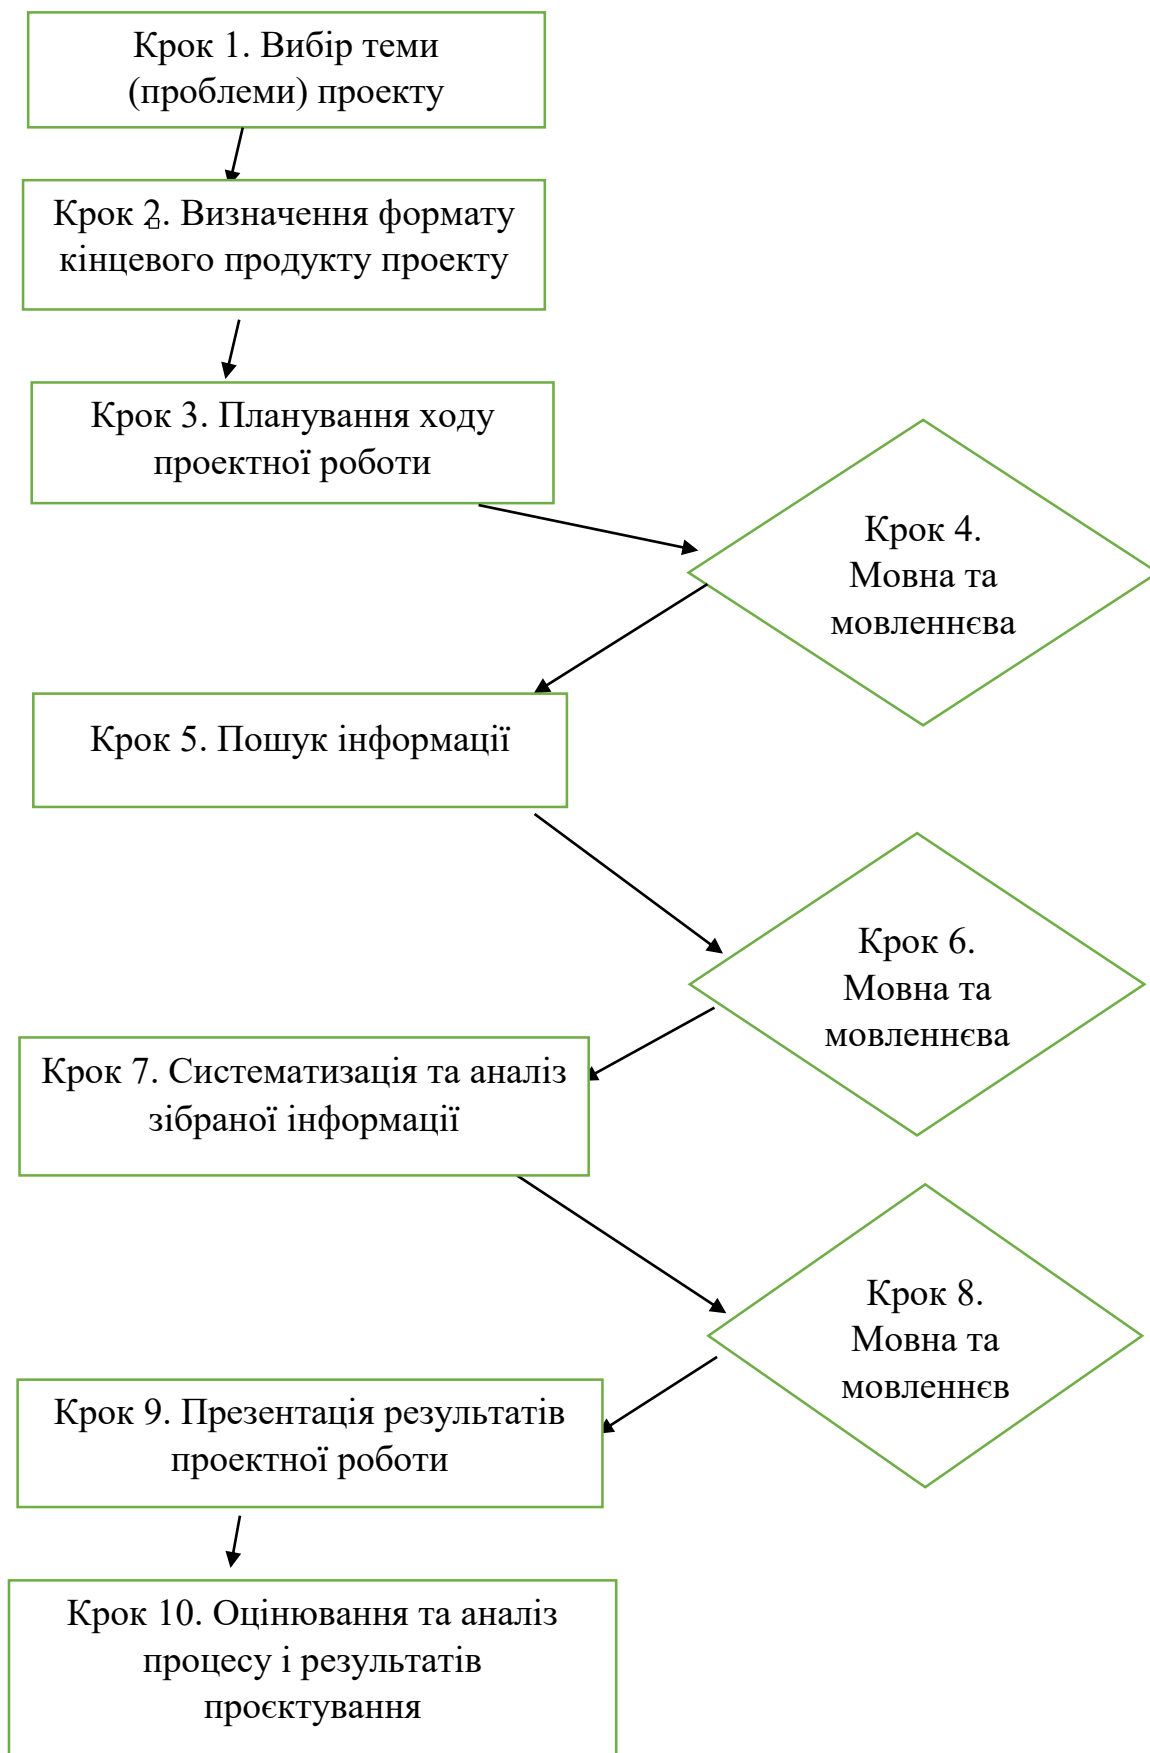 Крок 1. Вибір теми
(проблеми) проекту
Крок 2. Визначення формату
кінцевого продукту проекту
Крок 3. Планування ходу
проектної роботи
Крок 4.
Мовна та
мовленнєва
Крок 5. Пошук інформації
Крок 6.
Мовна та
мовленнєва
Крок 7. Систематизація та аналіз
зібраної інформації
Крок 8.
Мовна та
мовленнєв
Крок 9. Презентація результатів
проектної роботи
Крок 10. Оцінювання та аналіз
процесу і результатів
проєктування